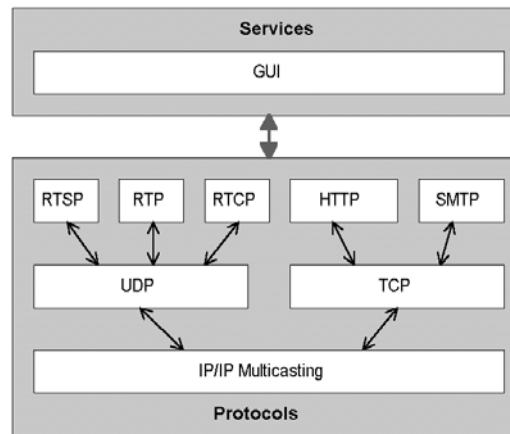 Services
GUI
RTSP
RTP
RTCP
HTTP
SMTP
UDP
TCP
IP/IP Multicasting
Protocols